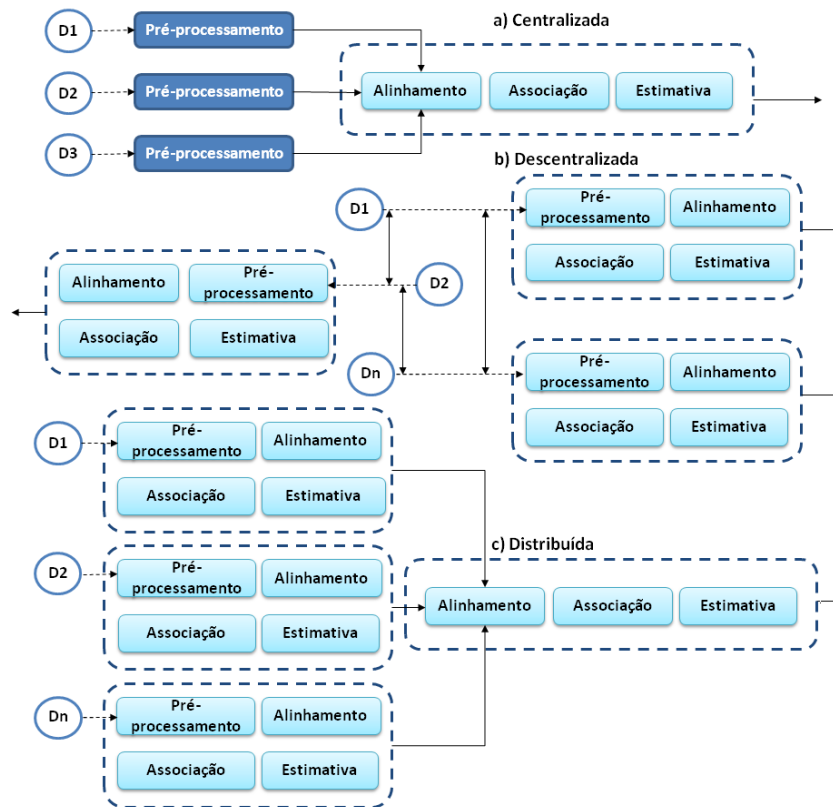 D1
Pré-processamento
a) Centralizada
D2
Pré-processamento
Alinhamento
Associação
Estimativa
D3
Pré-processamento
b) Descentralizada
D1
Pré-
processamento
Alinhamento
Associação
Estimativa
Alinhamento
Pré-
processamento
D2
Associação
Estimativa
Dn
Pré-
processamento
Alinhamento
Associação
Estimativa
D1
Pré-
processamento
Alinhamento
Associação
Estimativa
c) Distribuída
D2
Pré-
processamento
Alinhamento
Associação
Estimativa
Alinhamento
Associação
Estimativa
Dn
Pré-
processamento
Alinhamento
Associação
Estimativa